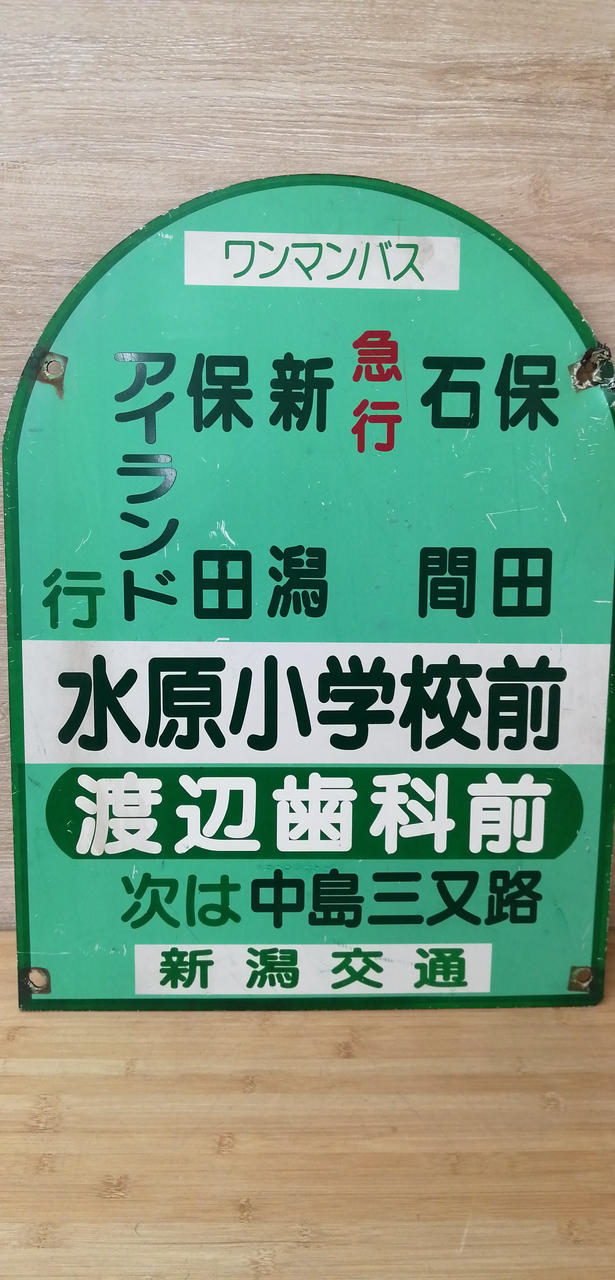 ワンマンバス
保田
石間
急行
新潟
保田
アイランド
行
水原小学校前
渡辺歯科前
次は中島三又路
新潟交通